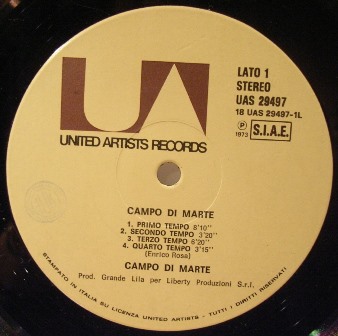 UA
UNITED ARTISTS RECORDS
LATO 1
STEREO
UAS 29497
18 UAS 29497-1L
℗
1973
S.I.A.E.
CAMPO DI MARTE
1. PRIMO TEMPO 8'10"
2. SECONDO TEMPO 3'20"
3. TERZO TEMPO 6'20"
4. QUARTO TEMPO 3'15"
(Enrico Rosa)
CAMPO DI MARTE
Prod. Grande Lila per Liberty Produzioni S.r.l.
STAMPATO IN ITALIA SU LICENZA UNITED ARTISTS - TUTTI I DIRITTI RISERVATI